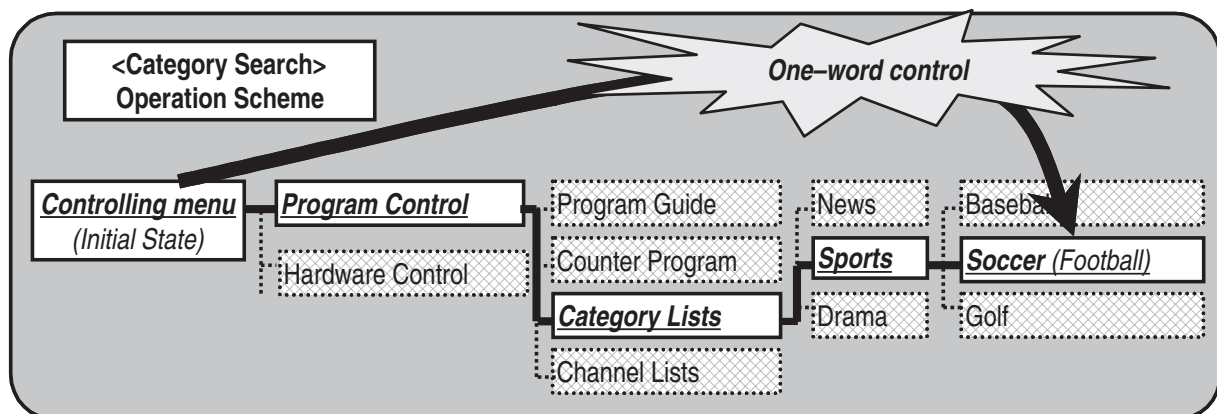 <Category Search>
Operation Scheme
One–word control
Controlling menu
(Initial State)
Program Control
Hardware Control
Program Guide
Counter Program
Category Lists
Channel Lists
News
Sports
Drama
Soccer (Football)
Golf